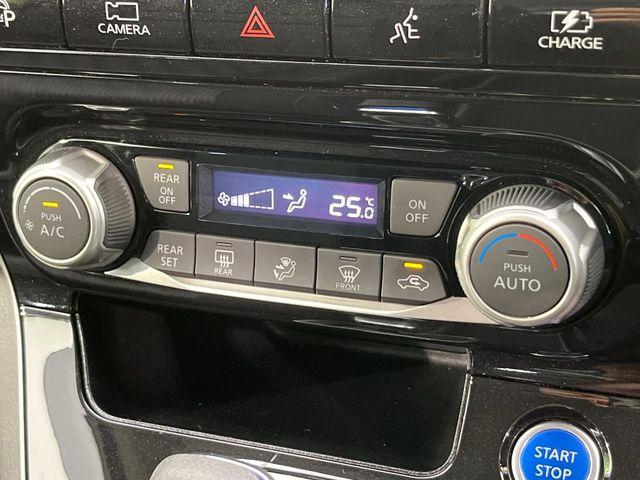 P
CAMERA
CHARGE
PUSH
A/C
REAR
ON
OFF
25.0
°C
ON
OFF
REAR
SET
REAR
FRONT
PUSH
AUTO
START
STOP